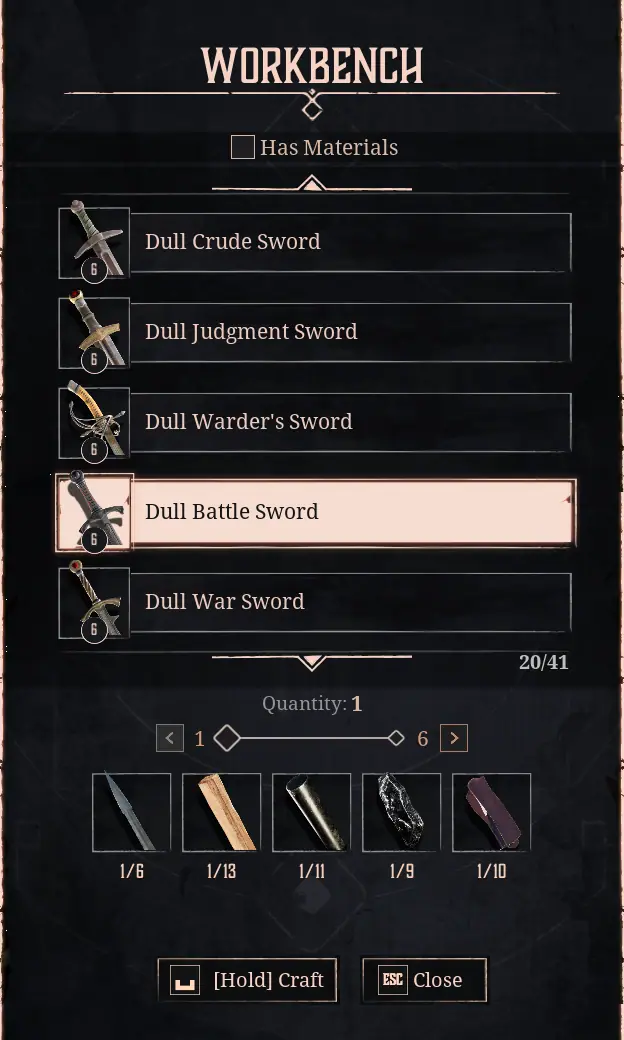 WORKBENCH
Has Materials
Dull Crude Sword
6
Dull Judgment Sword
6
Dull Warder's Sword
6
Dull Battle Sword
6
Dull War Sword
6
20/41
Quantity: 1
1 6
1/6 1/13 1/11 1/9 1/10
[Hold] Craft ESC Close